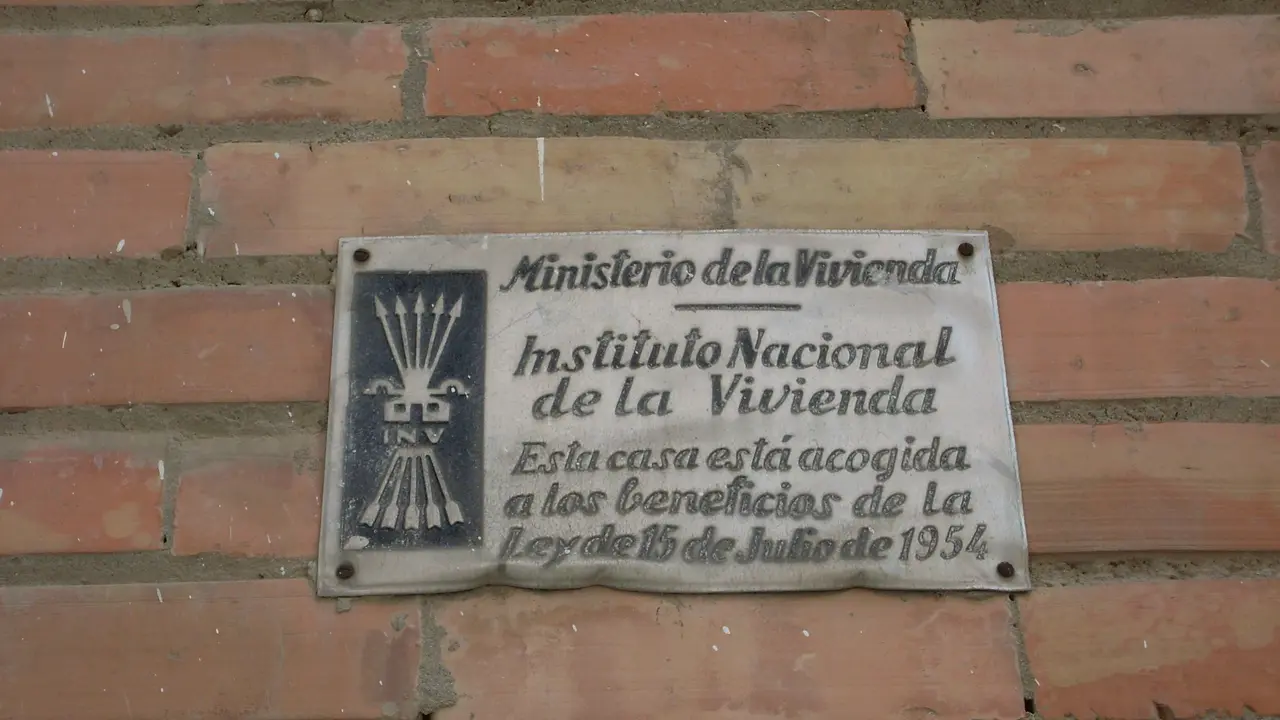 Ministerio de la Vivienda
Instituto Nacional
de la Vivienda
INV
Esta casa está acogida
a los beneficios de la
Ley de 15 de Julio de 1954